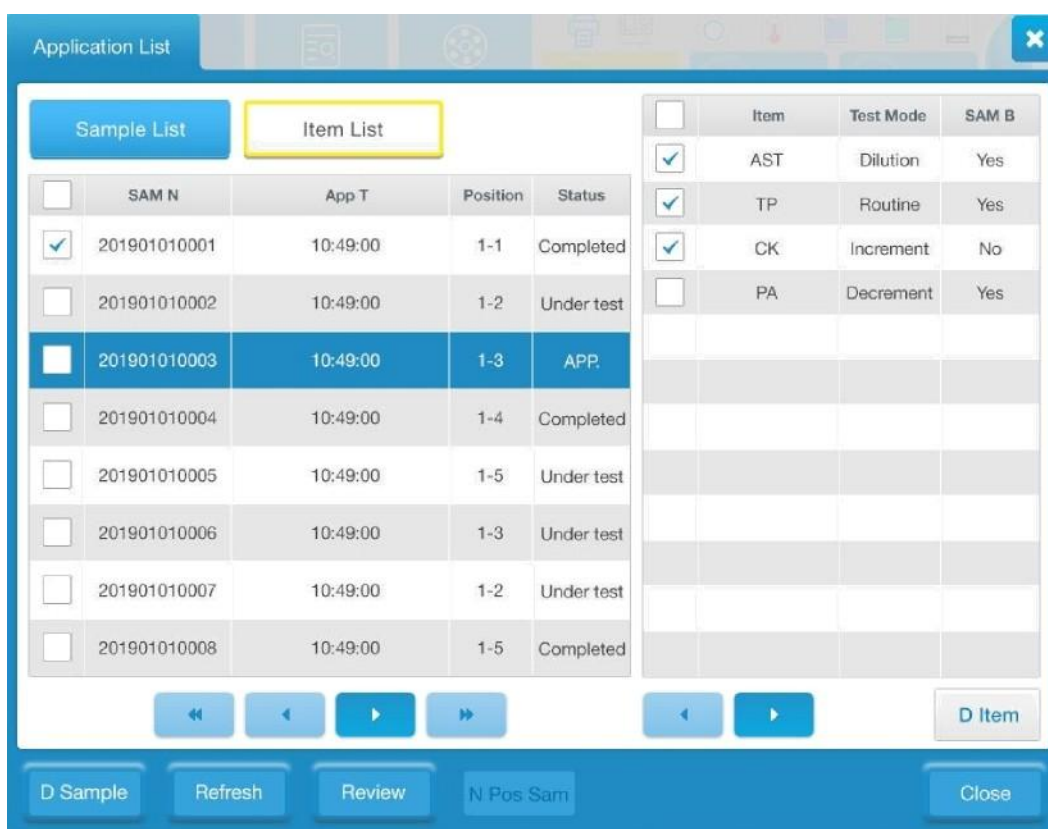 Application List
Sample List Item List
SAM N App T Position Status
201901010001 10:49:00 1-1 Completed
201901010002 10:49:00 1-2 Under test
201901010003 10:49:00 1-3 APP.
201901010004 10:49:00 1-4 Completed
201901010005 10:49:00 1-5 Under test
201901010006 10:49:00 1-3 Under test
201901010007 10:49:00 1-2 Under test
201901010008 10:49:00 1-5 Completed
Item Test Mode SAM B
AST Dilution Yes
TP Routine Yes
CK Increment No
PA Decrement Yes
D Item
D Sample Refresh Review N Pos Sam Close